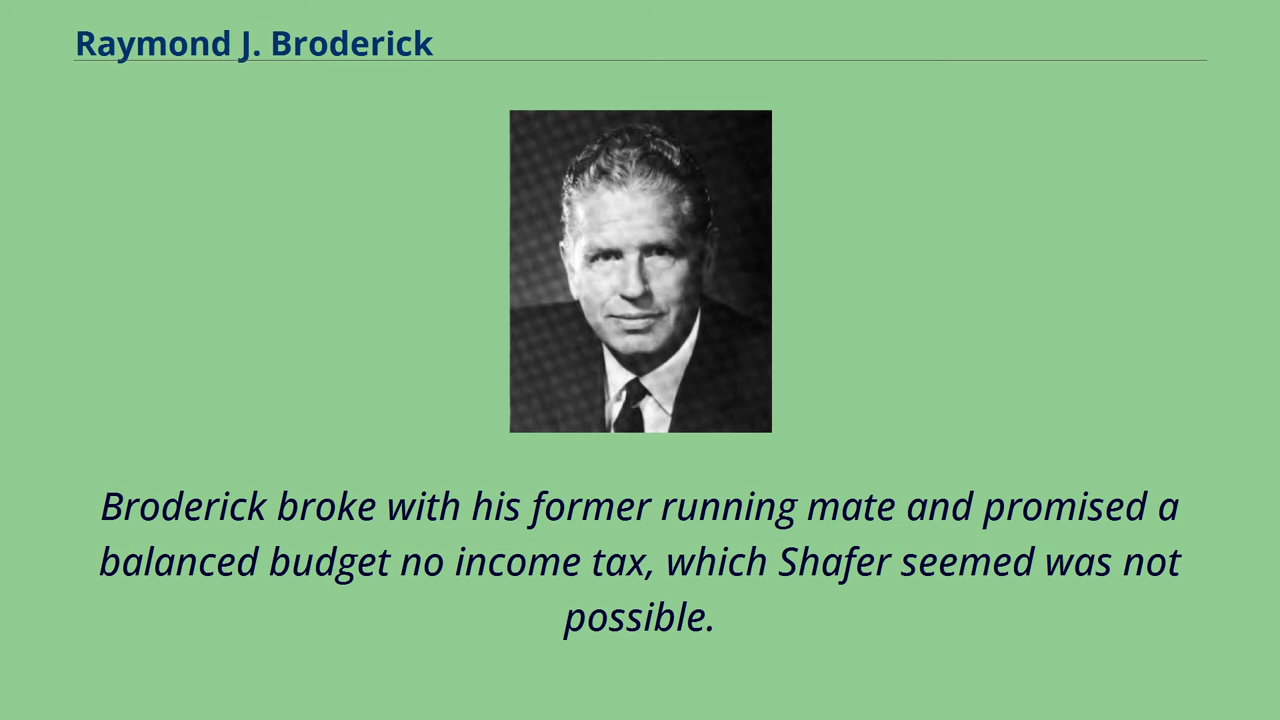 Raymond J. Broderick
Broderick broke with his former running mate and promised a
balanced budget no income tax, which Shafer seemed was not
possible.